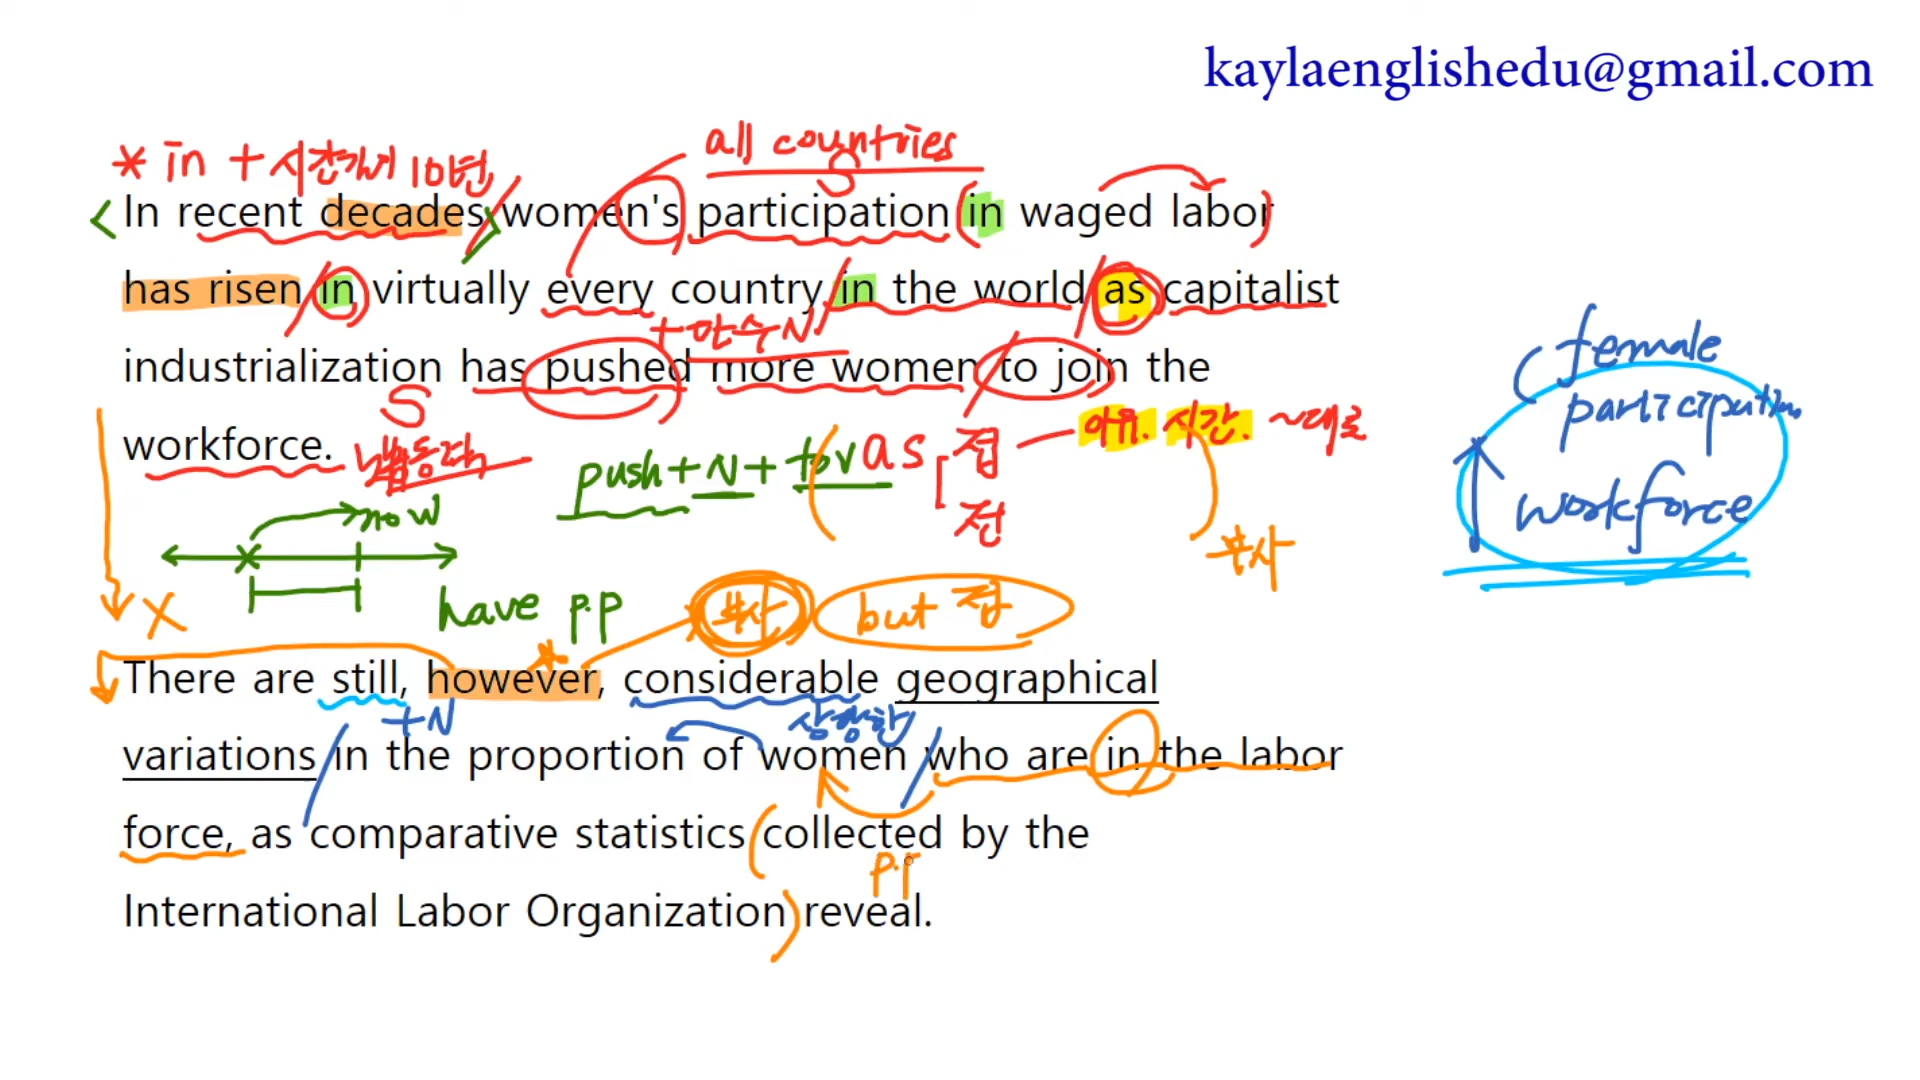 kaylaenglishedu@gmail.com
all countries
S
* in + 시간까지 10년
In recent decades women's participation in waged labor
has risen in virtually every country in the world as capitalist
+ 단수N
industrialization has pushed more women to join the
S
workforce.
노동력
push + N + to v
as 접 이유. 시간. ~대로
전
부사
now
have p.p
X
부사 but 접
*
There are still, however, considerable geographical
+N
상당한
variations in the proportion of women who are in the labor
force, as comparative statistics collected by the
p.p
International Labor Organization reveal.
female
participation
workforce